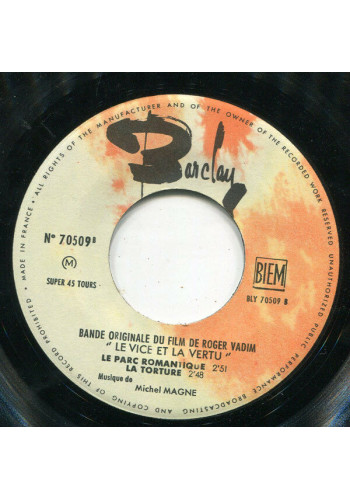 ALL RIGHTS OF THE MANUFACTURER AND OF THE OWNER OF THE RECORDED WORK RESERVED UNAUTHORIZED PUBLIC PERFORMANCE BROADCASTING AND COPYING OF THIS RECORD PROHIBITED • MADE IN FRANCE •
Barclay
N° 70509 B
M
SUPER 45 TOURS
BIEM
BLY 70509 B
BANDE ORIGINALE DU FILM DE ROGER VADIM
" LE VICE ET LA VERTU "
LE PARC ROMANTIQUE 2'51
LA TORTURE 2'48
Musique de Michel MAGNE